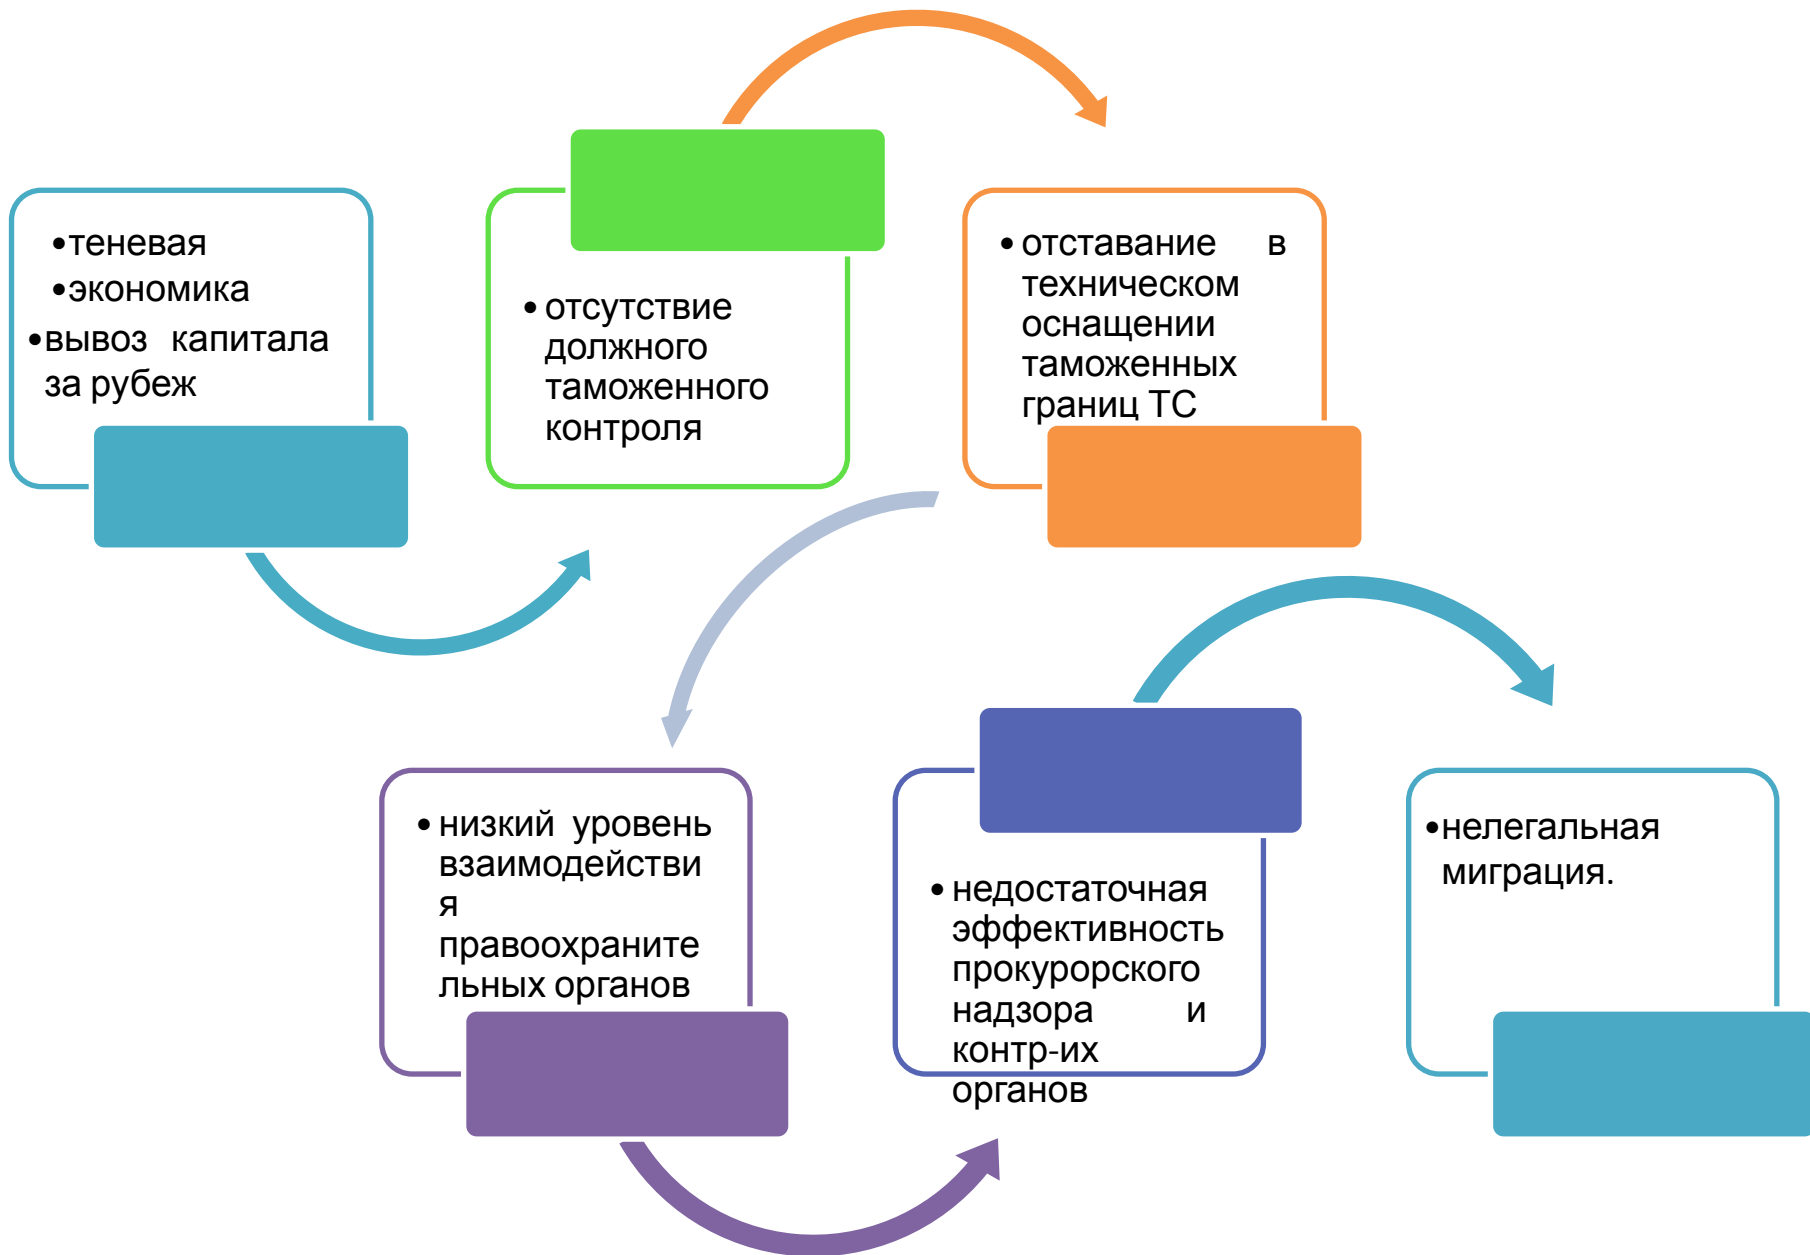 •теневая
•экономика
•вывоз капитала
за рубеж
•отсутствие
должного
таможенного
контроля
•отставание в
техническом
оснащении
таможенных
границ ТС
•низкий уровень
взаимодействи
я
правоохраните
льных органов
•недостаточная
эффективность
прокурорского
надзора и
контр-их
органов
•нелегальная
миграция.